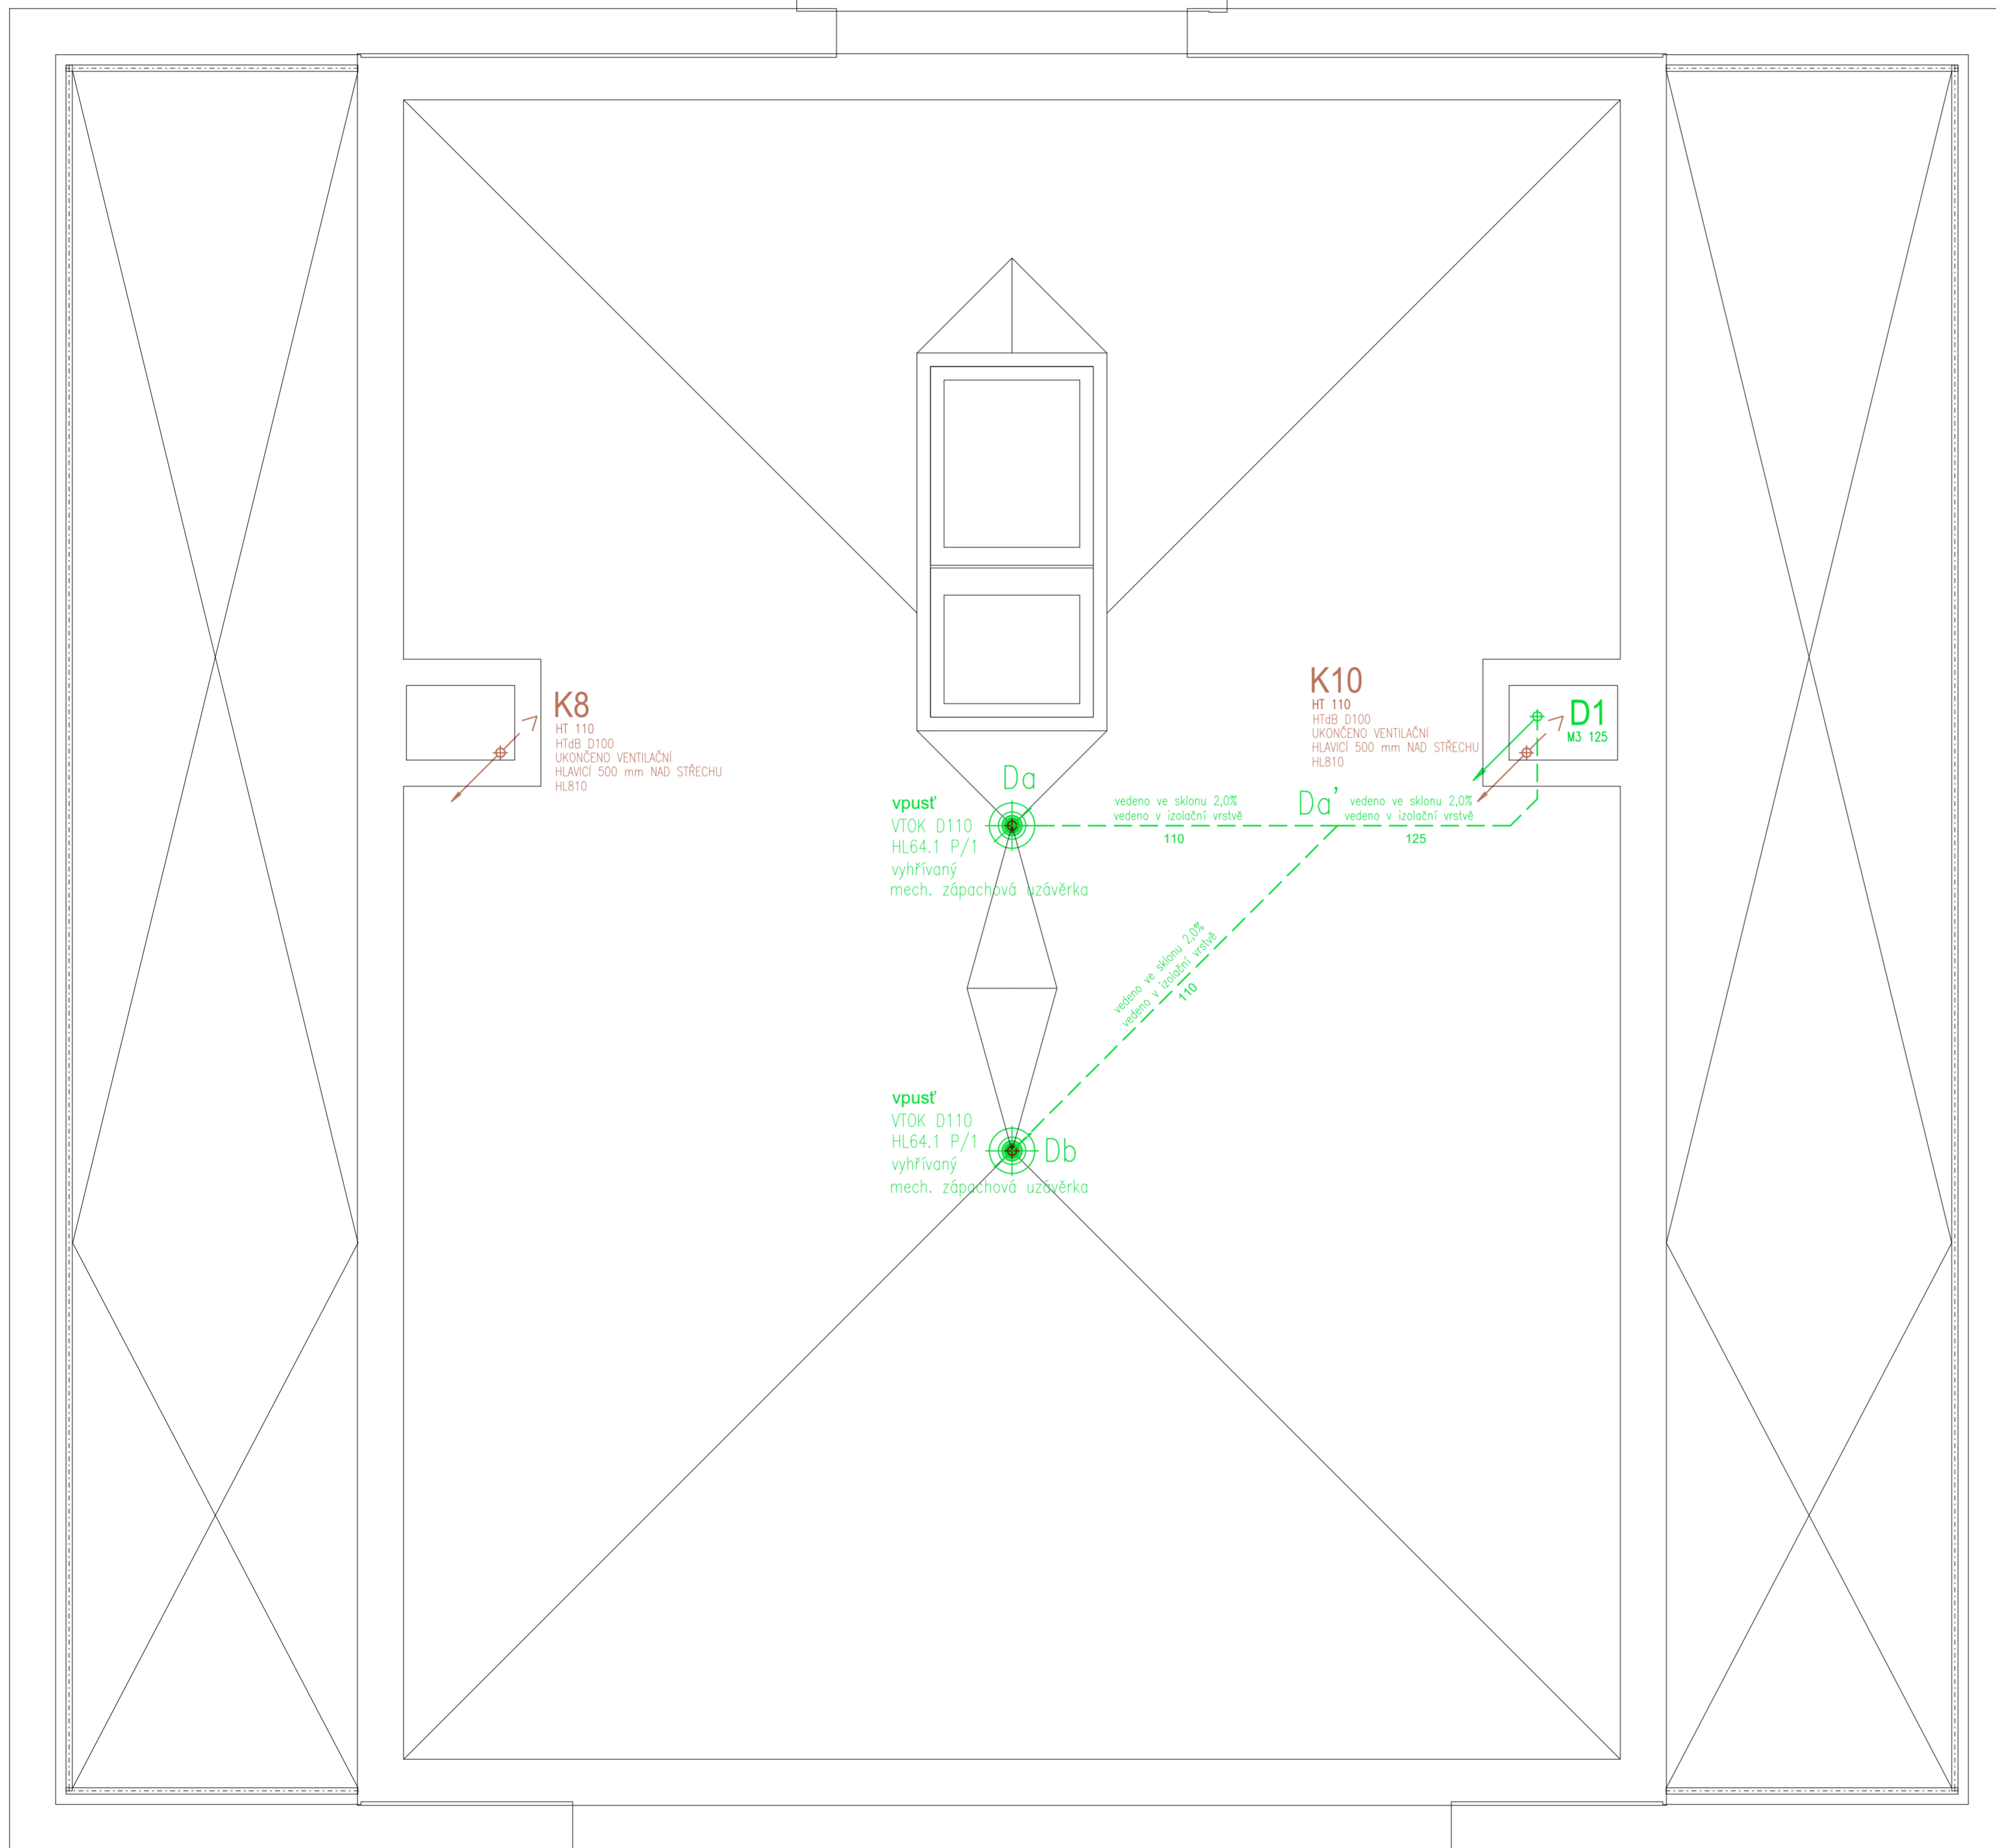 K8
HT 110
HTdB D100
UKONČENO VENTILAČNÍ
HLAVICÍ 500 mm NAD STŘECHU
HL810
K10
HT 110
HTdB D100
UKONČENO VENTILAČNÍ
HLAVICÍ 500 mm NAD STŘECHU
HL810
D1
M3 125
Da
vpusť
VTOK D110
HL64.1 P/1
vyhřívaný
mech. zápachová uzávěrka
vedeno ve sklonu 2,0%
vedeno v izolační vrstvě
110
Da'
vedeno ve sklonu 2,0%
vedeno v izolační vrstvě
125
vedeno ve sklonu 2,0%
vedeno v izolační vrstvě
110
vpusť
VTOK D110
HL64.1 P/1
vyhřívaný
mech. zápachová uzávěrka
Db